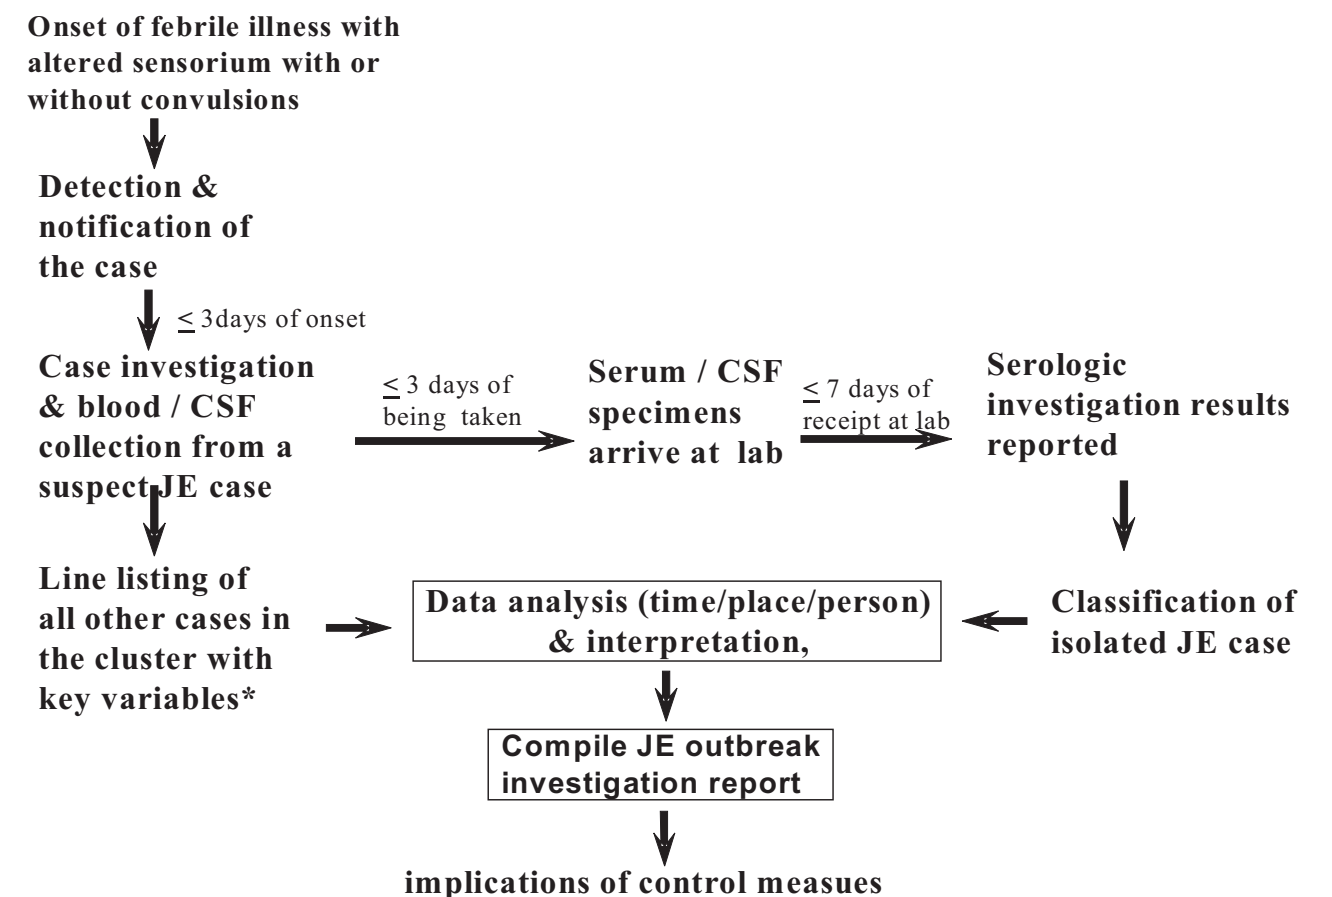 Onset of febrile illness with
altered sensorium with or
without convulsions
Detection &
notification of
the case
≤ 3days of onset
Case investigation
& blood / CSF
collection from a
suspect JE case
≤ 3 days of
being taken
Serum / CSF
specimens
arrive at lab
≤ 7 days of
receipt at lab
Serologic
investigation results
reported
Line listing of
all other cases in
the cluster with
key variables*
Data analysis (time/place/person)
& interpretation,
Classification of
isolated JE case
Compile JE outbreak
investigation report
implications of control measues